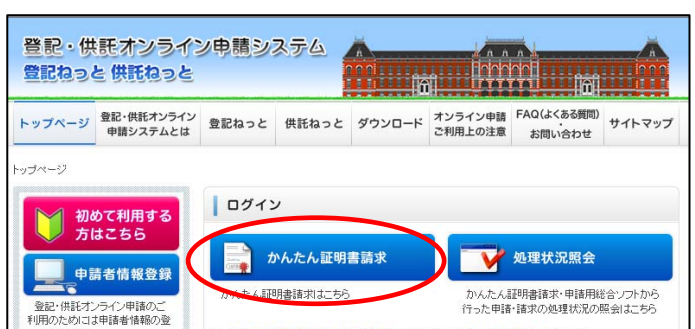 登記・供託オンライン申請システム
登記ねっと 供託ねっと
トップページ
登記・供託オンライン
申請システムとは
登記ねっと
供託ねっと
ダウンロード
オンライン申請
ご利用上の注意
FAQ(よくある質問)
・
お問い合わせ
サイトマップ
トップページ
初めて利用する
方はこちら
申請者情報登録
登記・供託オンライン申請のご
利用のためには申請者情報の登
ログイン
かんたん証明書請求
かんたん証明書請求はこちら
処理状況照会
かんたん証明書請求・申請用総合ソフトから
行った申請・請求の処理状況の照会はこちら